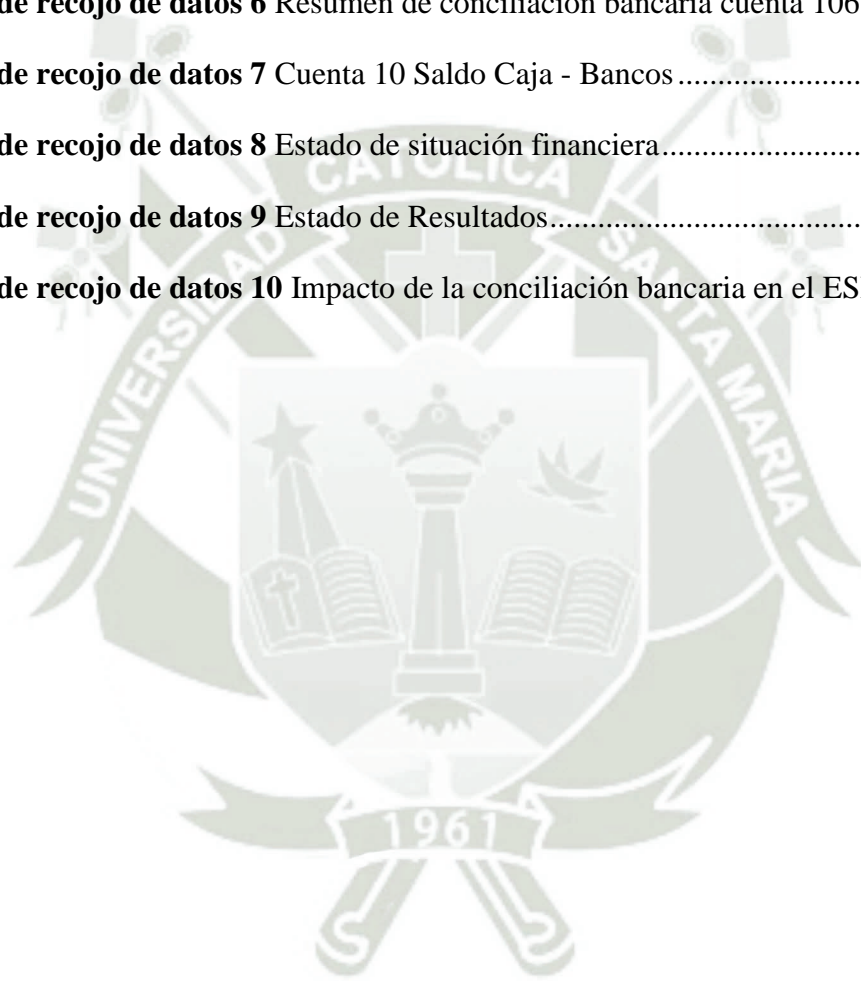 de recojo de datos 6 Resumen de conciliación bancaria cuenta 106
de recojo de datos 7 Cuenta 10 Saldo Caja - Bancos.......................
de recojo de datos 8 Estado de situación financiera.........................
de recojo de datos 9 Estado de Resultados.......................................
de recojo de datos 10 Impacto de la conciliación bancaria en el ES
UNIVERSIDAD CATOLICA SANTA MARIA
1961